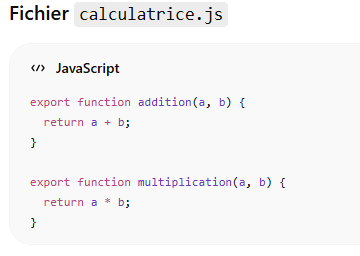 Fichier calculatrice.js
</> JavaScript
export function addition(a, b) {
  return a + b;
}

export function multiplication(a, b) {
  return a * b;
}